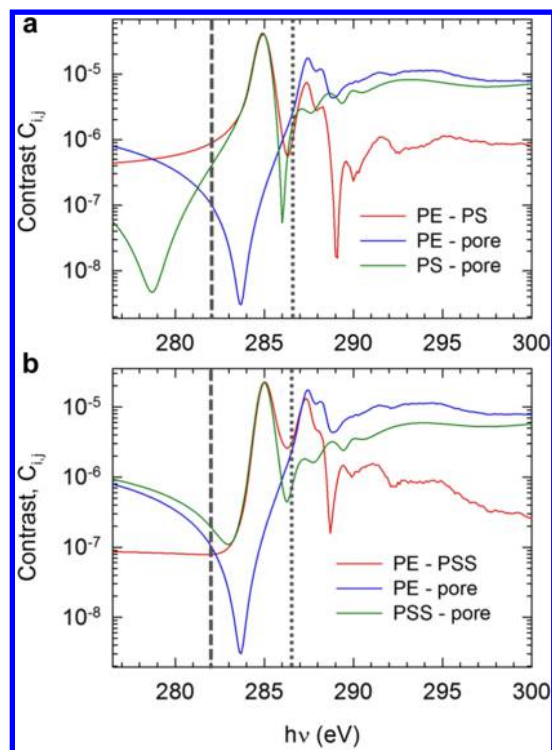 a
Contrast C i,j
10-5
10-6
10-7
10-8
PE - PS
PE - pore
PS - pore
280 285 290 295 300
b
Contrast, C i,j
10-5
10-6
10-7
10-8
PE - PSS
PE - pore
PSS - pore
280 285 290 295 300
hν (eV)